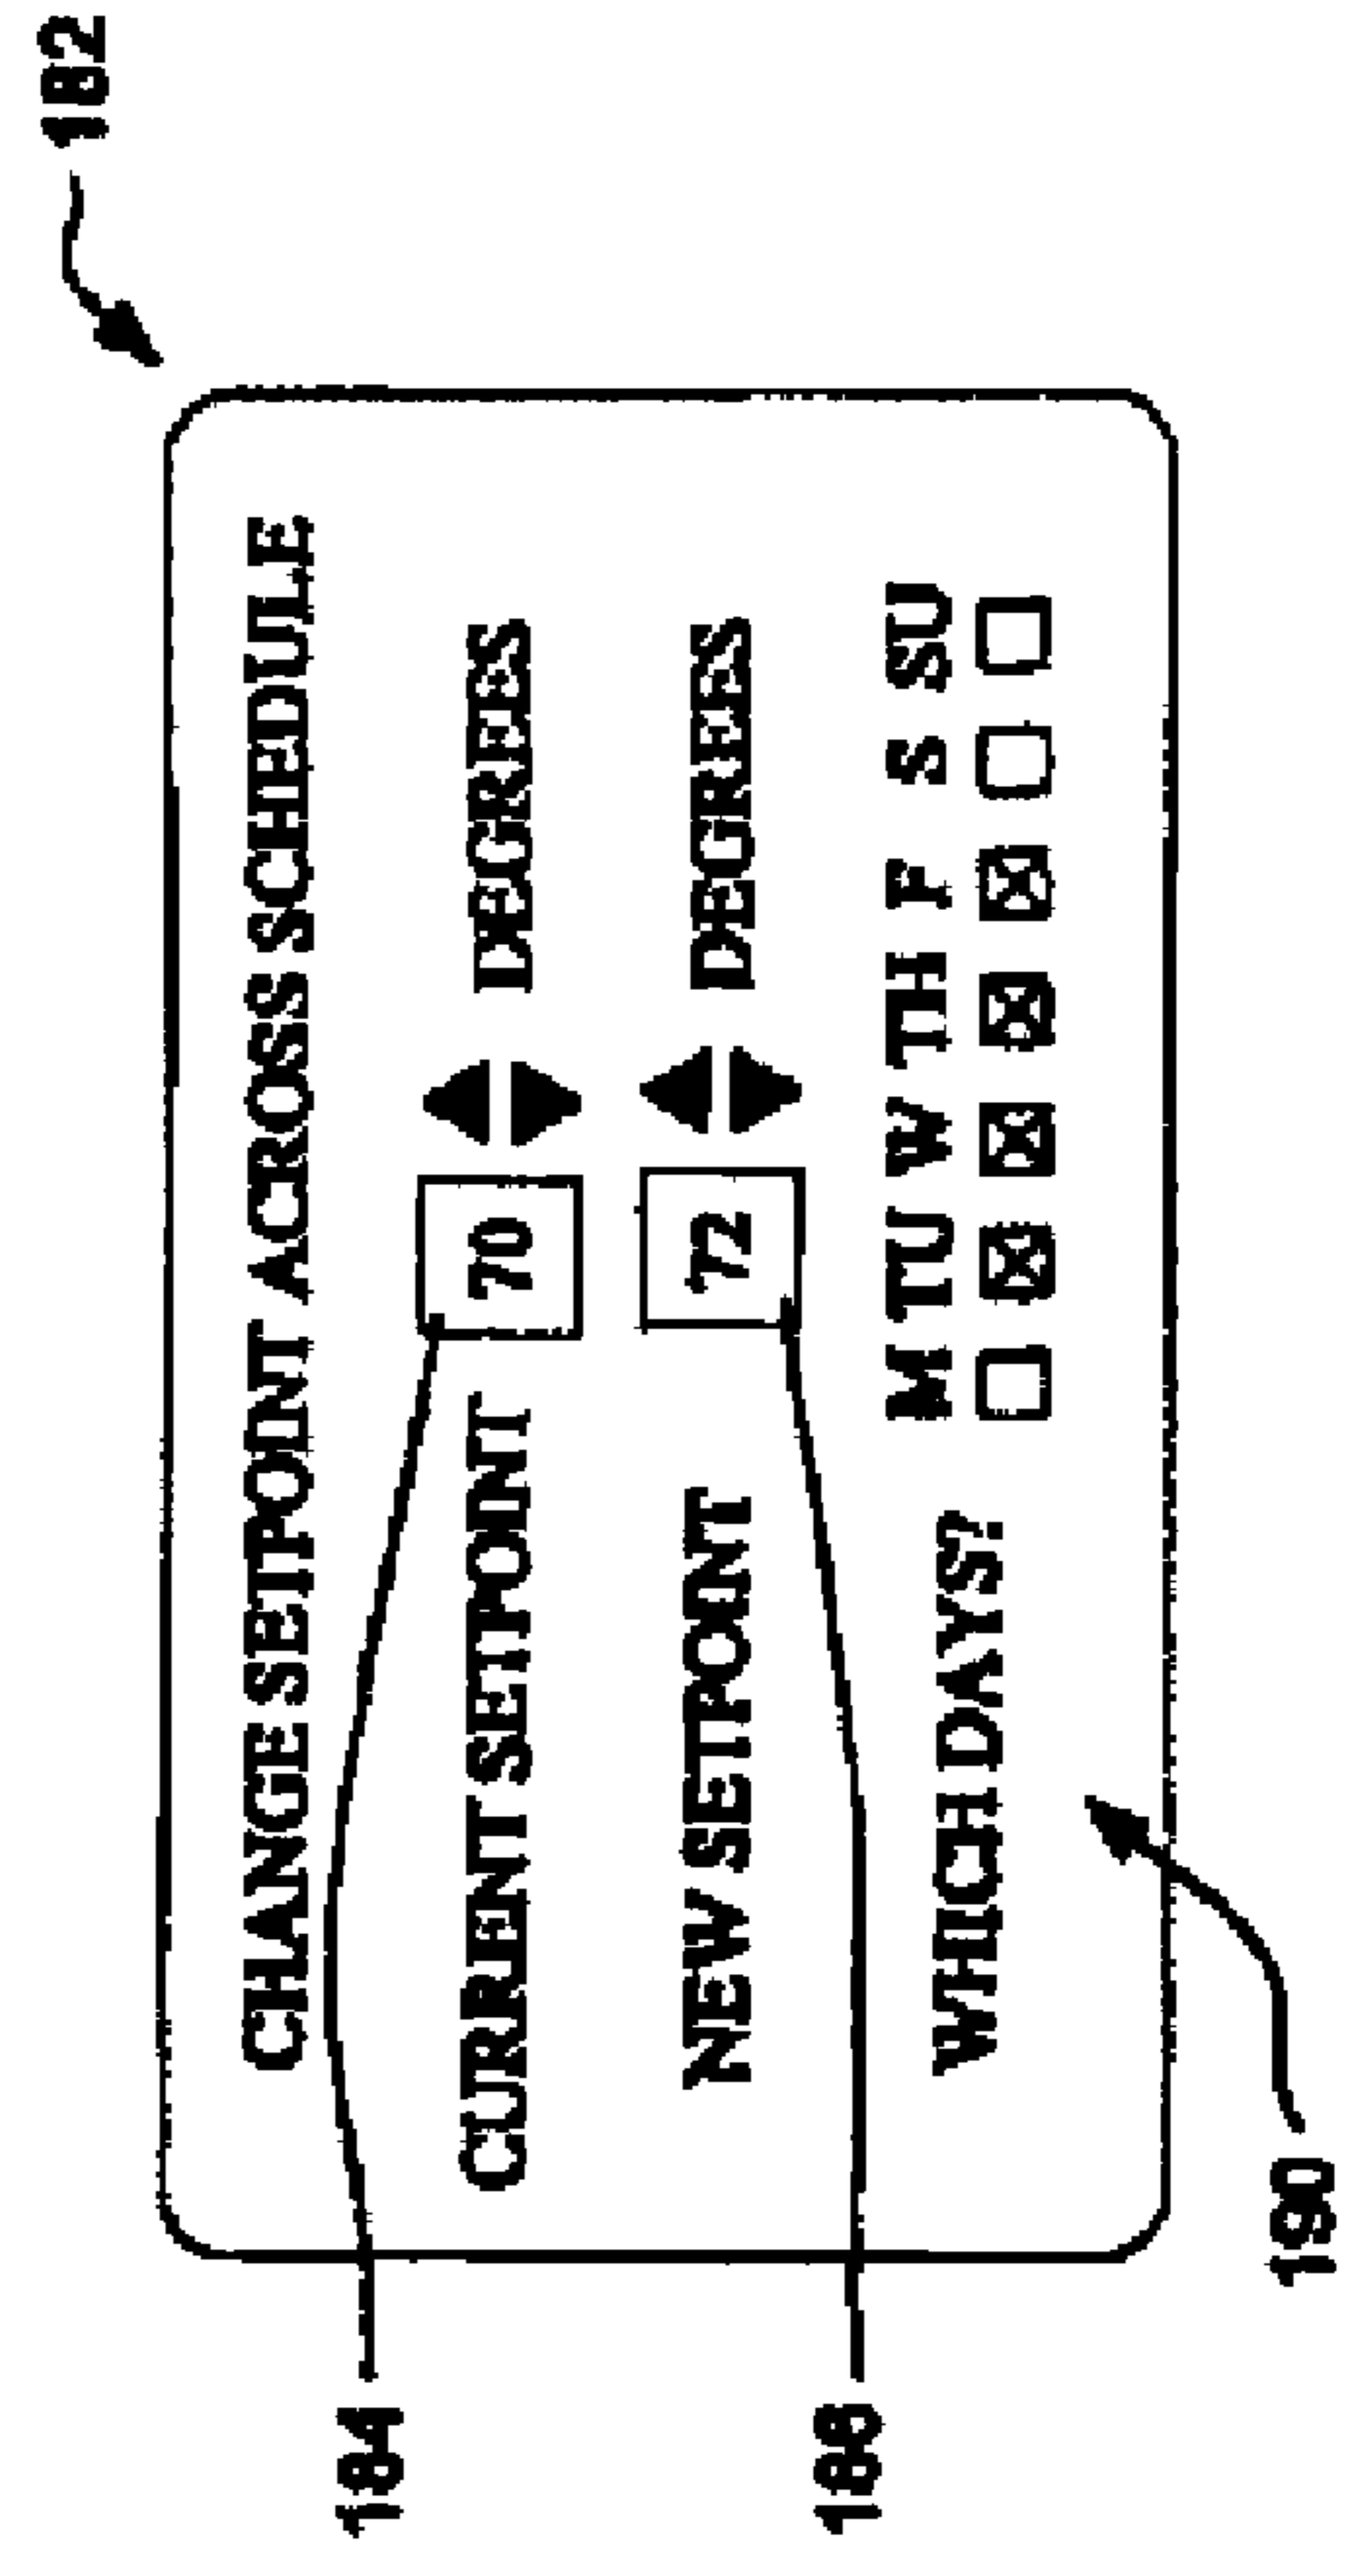 182
CHANGE SETPOINT ACROSS SCHEDULE
184
CURRENT SETPOINT 70 DEGREES
NEW SETPOINT 72 DEGREES
186
M TU W TH F S SU
WHICH DAYS?
190